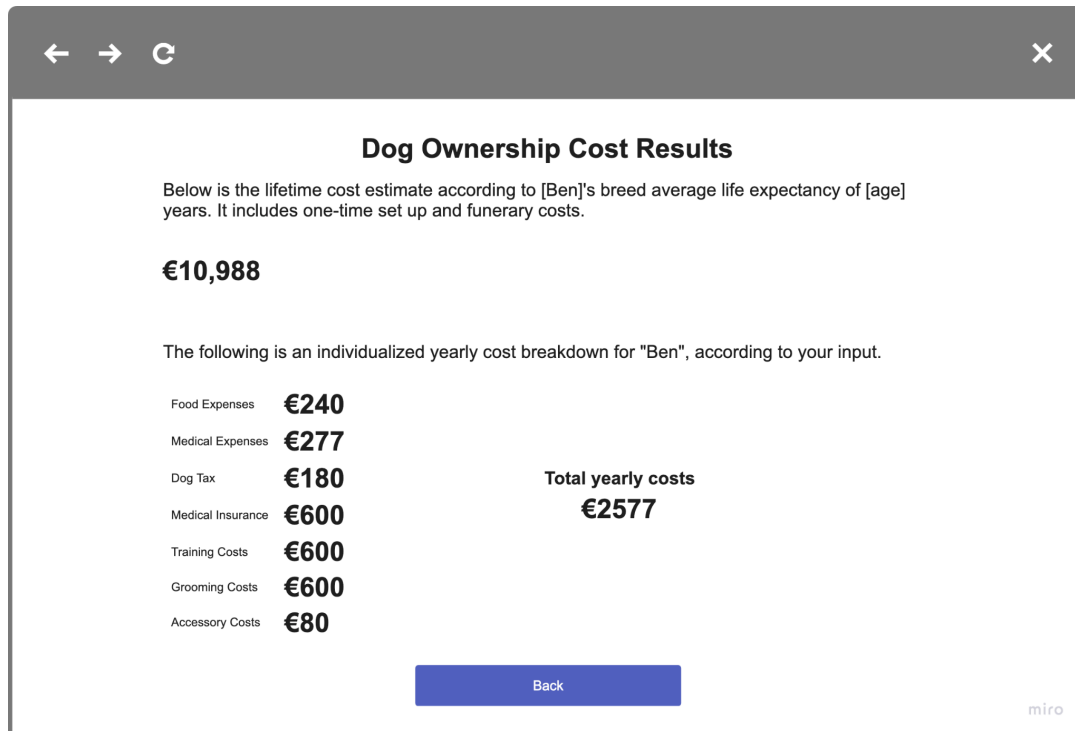 Dog Ownership Cost Results
Below is the lifetime cost estimate according to [Ben]'s breed average life expectancy of [age]
years. It includes one-time set up and funerary costs.
€10,988
The following is an individualized yearly cost breakdown for "Ben", according to your input.
Food Expenses €240
Medical Expenses €277
Dog Tax €180
Medical Insurance €600
Training Costs €600
Grooming Costs €600
Accessory Costs €80
Total yearly costs
€2577
Back
miro